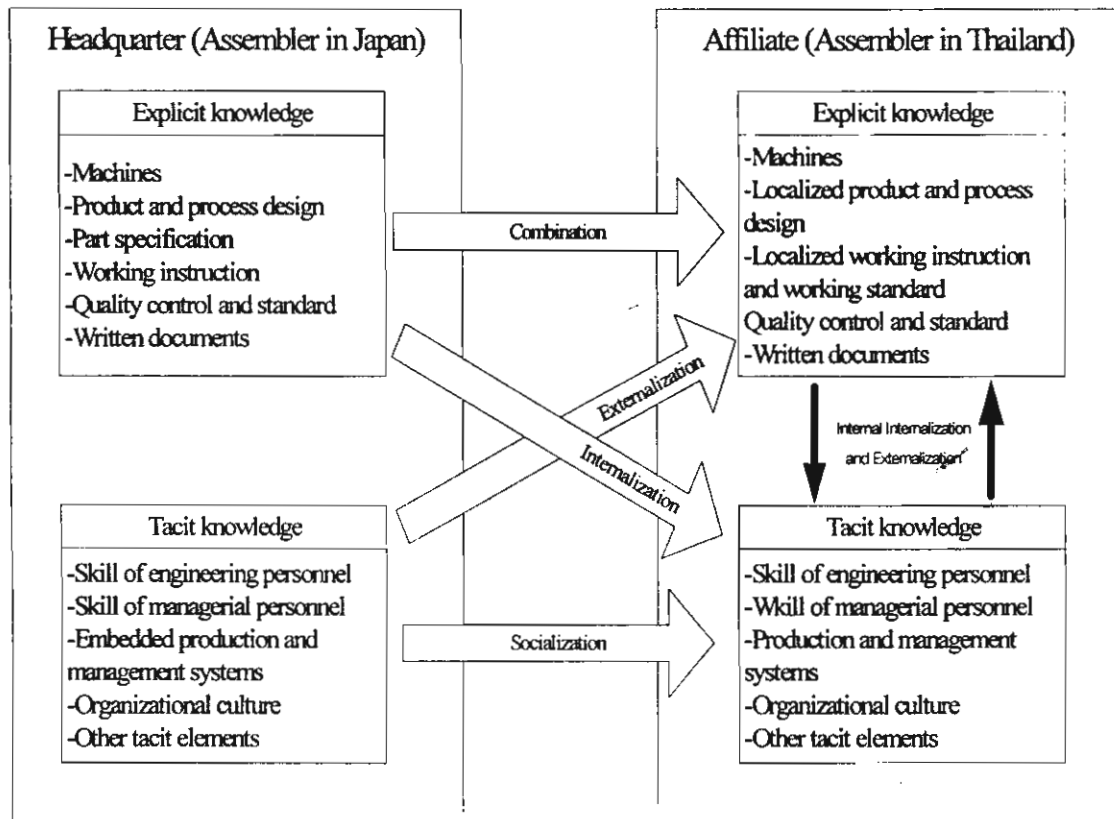 Headquarter (Assembler in Japan)
Explicit knowledge
-Machines
-Product and process design
-Part specification
-Working instruction
-Quality control and standard
-Written documents
Tacit knowledge
-Skill of engineering personnel
-Skill of managerial personnel
-Embedded production and
management systems
-Organizational culture
-Other tacit elements
Combination
Externalization
Internalization
Socialization
Affiliate (Assembler in Thailand)
Explicit knowledge
-Machines
-Localized product and process
design
-Localized working instruction
and working standard
Quality control and standard
-Written documents
Internal Internalization
and Externalization
Tacit knowledge
-Skill of engineering personnel
-Wkill of managerial personnel
-Production and management
systems
-Organizational culture
-Other tacit elements